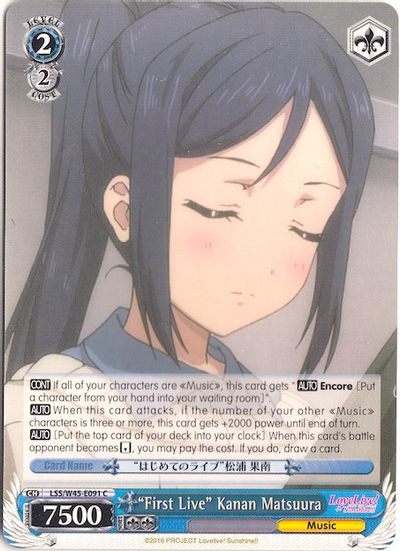 LEVEL
2
2
COST
CONT If all of your characters are «Music», this card gets "AUTO Encore [Put
a character from your hand into your waiting room]".
AUTO When this card attacks, if the number of your other «Music»
characters is three or more, this card gets +2000 power until end of turn.
AUTO [Put the top card of your deck into your clock] When this card's battle
opponent becomes [ ], you may pay the cost. If you do, draw a card.
Card Name
"はじめてのライブ"松浦 果南
CH LSS/W45-E091 C
7500
"First Live" Kanan Matsuura
LoveLive!
Sunshine!!
Music
©2016 PROJECT Lovelive! Sunshine!!